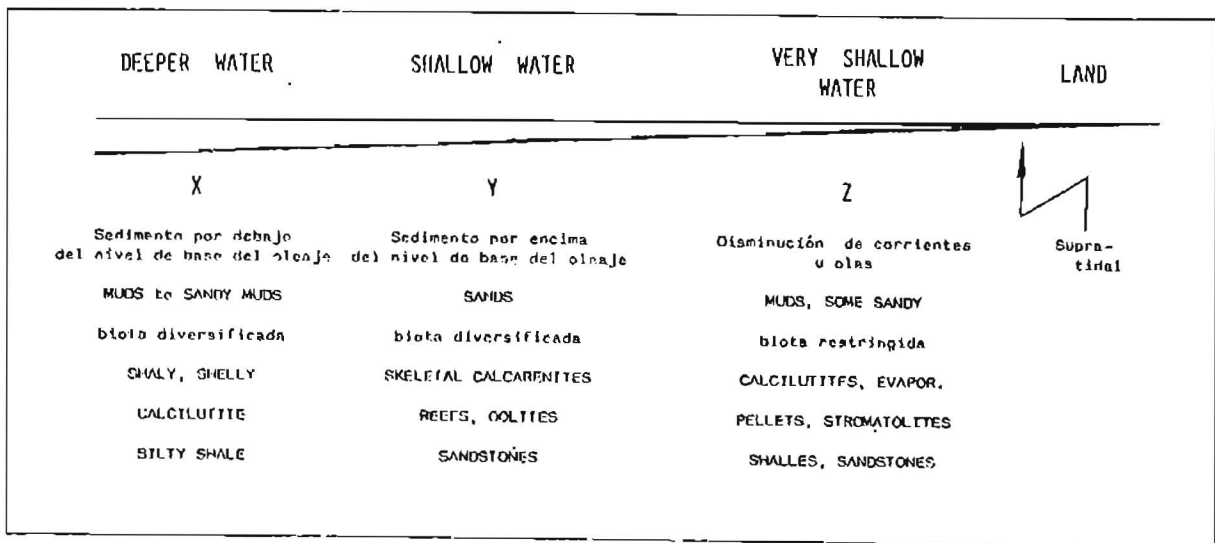 DEEPER WATER
SHALLOW WATER
VERY SHALLOW
WATER
LAND
X
Y
Z
Sedimento por debajo
del nivel de base del oleaje
Sedimento por encima
del nivel de base del oleaje
Disminución de corrientes
u olas
Supra-
tidal
MUDS to SANDY MUDS
SANDS
MUDS, SOME SANDY
biota diversificada
biota diversificada
biota restringida
SHALY, SHELLY
SKELETAL CALCARENITES
CALCILUTITES, EVAPOR.
CALCILUTITE
REEFS, OOLITES
PELLETS, STROMATOLITES
SILTY SHALE
SANDSTONES
SHALLES, SANDSTONES